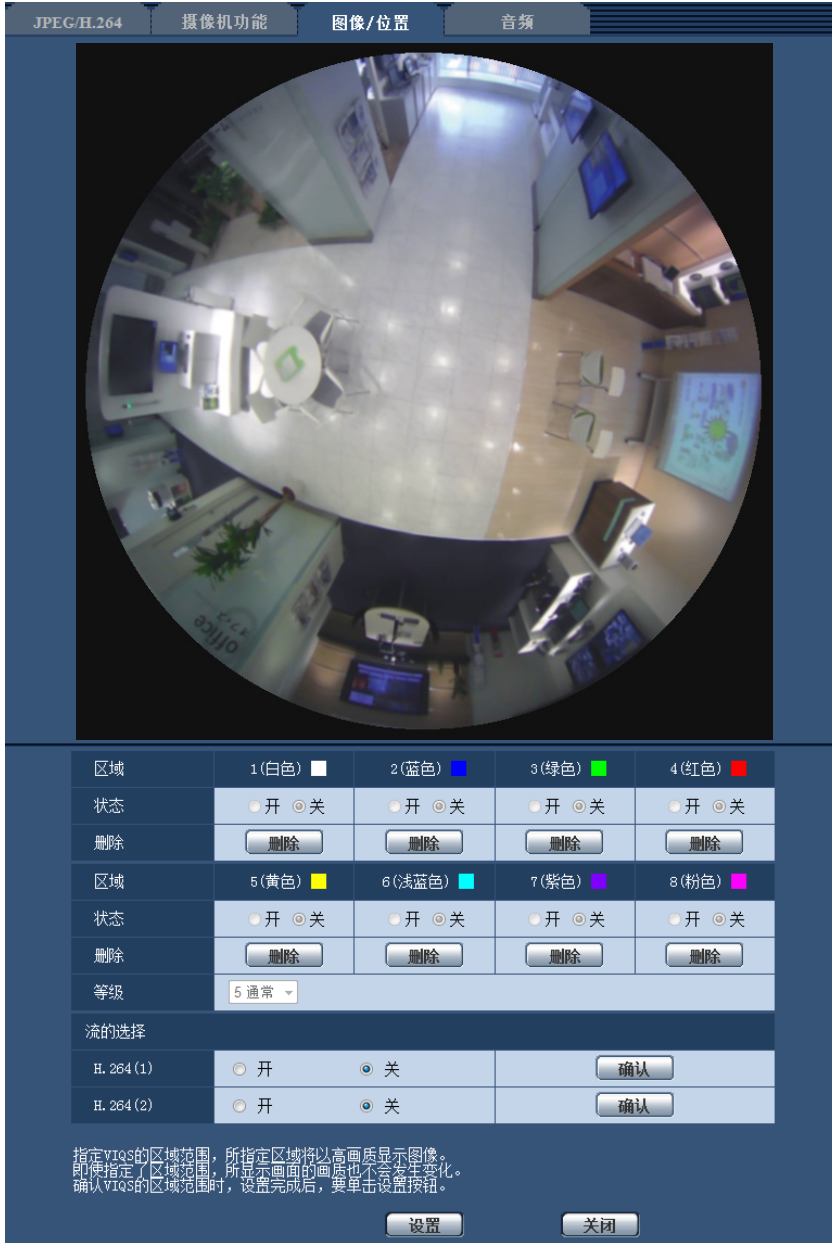 JPEG/H.264 摄像机功能 图像/位置 音频
office
区域 1(白色) 2(蓝色) 3(绿色) 4(红色)
状态 开 关 开 关 开 关 开 关
删除 删除 删除 删除 删除
区域 5(黄色) 6(浅蓝色) 7(紫色) 8(粉色)
状态 开 关 开 关 开 关 开 关
删除 删除 删除 删除 删除
等级 5 通常
流的选择
H.264(1) 开 关 确认
H.264(2) 开 关 确认
指定VIQS的区域范围，所指定区域将以高画质显示图像。
即使指定了区域范围，所显示画面的画质也不会发生变化。
确认VIQS的区域范围时，设置完成后，要单击设置按钮。
设置 关闭